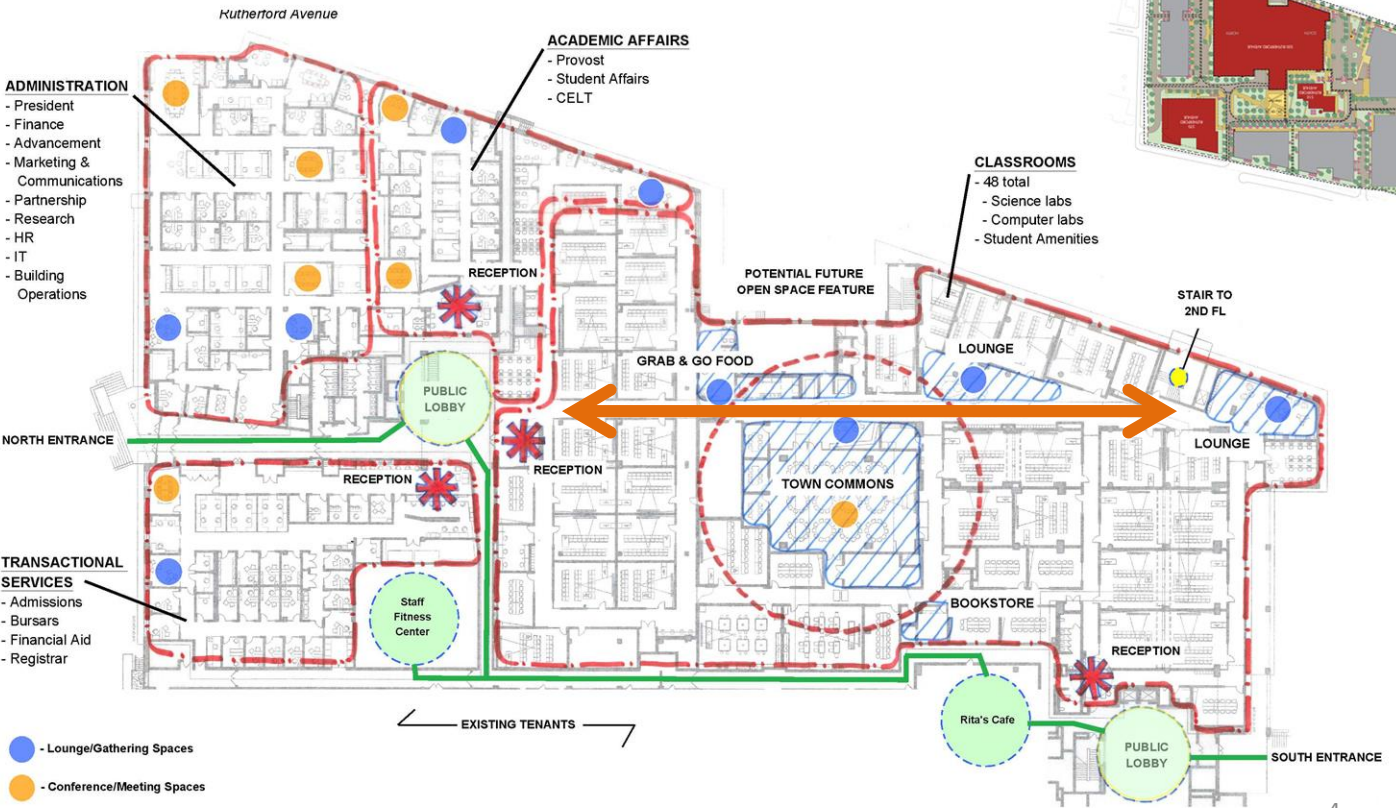 Rutherford Avenue
ACADEMIC AFFAIRS
- Provost
- Student Affairs
- CELT
ADMINISTRATION
- President
- Finance
- Advancement
- Marketing &
Communications
- Partnership
- Research
- HR
- IT
- Building
Operations
CLASSROOMS
- 48 total
- Science labs
- Computer labs
- Student Amenities
RECEPTION
POTENTIAL FUTURE
OPEN SPACE FEATURE
STAIR TO
2ND FL
GRAB & GO FOOD
LOUNGE
PUBLIC
LOBBY
NORTH ENTRANCE
LOUNGE
RECEPTION
RECEPTION
TOWN COMMONS
TRANSACTIONAL
SERVICES
- Admissions
- Bursars
- Financial Aid
- Registrar
Staff
Fitness
Center
BOOKSTORE
RECEPTION
EXISTING TENANTS
Rita's Cafe
PUBLIC
LOBBY
SOUTH ENTRANCE
- Lounge/Gathering Spaces
- Conference/Meeting Spaces